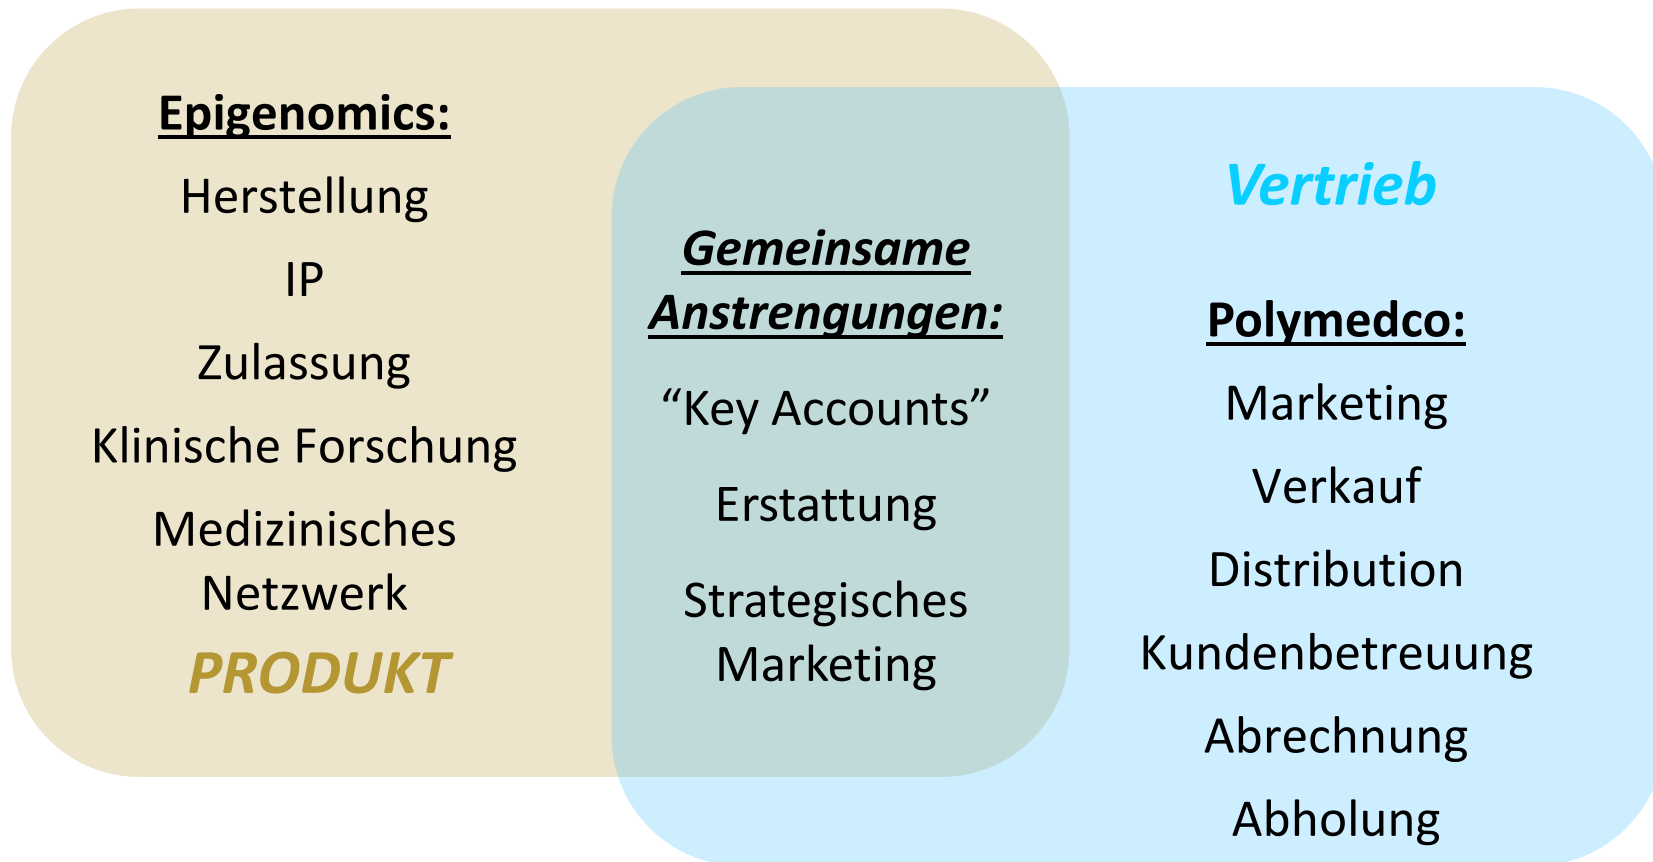 Epigenomics:
Herstellung
IP
Zulassung
Klinische Forschung
Medizinisches
Netzwerk
PRODUKT
Gemeinsame
Anstrengungen:
“Key Accounts”
Erstattung
Strategisches
Marketing
Vertrieb
Polymedco:
Marketing
Verkauf
Distribution
Kundenbetreuung
Abrechnung
Abholung